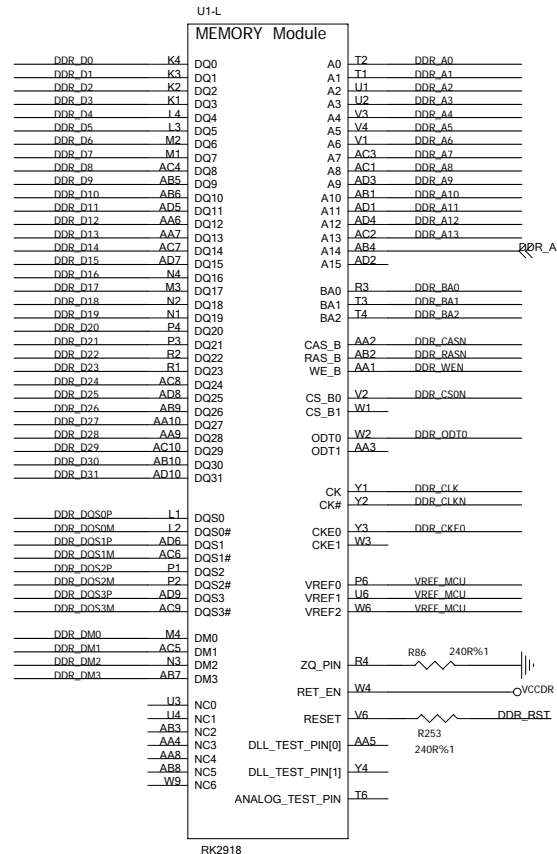 U1-L
MEMORY Module
DDR_D0 K4 DQ0 A0 T2 DDR_A0
DDR_D1 K3 DQ1 A1 T1 DDR_A1
DDR_D2 K2 DQ2 A2 U1 DDR_A2
DDR_D3 K1 DQ3 A3 U2 DDR_A3
DDR_D4 L4 DQ4 A4 V3 DDR_A4
DDR_D5 L3 DQ5 A5 V4 DDR_A5
DDR_D6 M2 DQ6 A6 V1 DDR_A6
DDR_D7 M1 DQ7 A7 AC3 DDR_A7
DDR_D8 AC4 DQ8 A8 AC1 DDR_A8
DDR_D9 AB5 DQ9 A9 AD3 DDR_A9
DDR_D10 AB6 DQ10 A10 AB1 DDR_A10
DDR_D11 AD5 DQ11 A11 AD1 DDR_A11
DDR_D12 AA6 DQ12 A12 AD4 DDR_A12
DDR_D13 AA7 DQ13 A13 AC2 DDR_A13
DDR_D14 AC7 DQ14 A14 AB4 DDR_A
DDR_D15 AD7 DQ15 A15 AD2
DDR_D16 N4 DQ16
DDR_D17 M3 DQ17 BA0 R3 DDR_BA0
DDR_D18 N2 DQ18 BA1 T3 DDR_BA1
DDR_D19 N1 DQ19 BA2 T4 DDR_BA2
DDR_D20 P4 DQ20
DDR_D21 P3 DQ21 CAS_B AA2 DDR_CASN
DDR_D22 R2 DQ22 RAS_B AB2 DDR_RASN
DDR_D23 R1 DQ23 WE_B AA1 DDR_WEN
DDR_D24 AC8 DQ24
DDR_D25 AD8 DQ25 CS_B0 V2 DDR_CS0N
DDR_D26 AB9 DQ26 CS_B1 W1
DDR_D27 AA10 DQ27
DDR_D28 AA9 DQ28 ODT0 W2 DDR_ODT0
DDR_D29 AC10 DQ29 ODT1 AA3
DDR_D30 AB10 DQ30
DDR_D31 AD10 DQ31
CK Y1 DDR_CLK
CK# Y2 DDR_CLKN
DDR_DQS0P L1 DQS0
DDR_DQS0M L2 DQS0# CKE0 Y3 DDR_CKE0
DDR_DQS1P AD6 DQS1 CKE1 W3
DDR_DQS1M AC6 DQS1#
DDR_DQS2P P1 DQS2
DDR_DQS2M P2 DQS2# VREF0 P6 VREF_MCU
DDR_DQS3P AD9 DQS3 VREF1 U6 VREF_MCU
DDR_DQS3M AC9 DQS3# VREF2 W6 VREF_MCU
DDR_DM0 M4 DM0
DDR_DM1 AC5 DM1
DDR_DM2 N3 DM2 ZQ_PIN R4 R86 240R%1
DDR_DM3 AB7 DM3
RET_EN W4 VCCDR
U3 NC0
U4 NC1 RESET V6 DDR_RST
AB3 NC2 R253
AA4 NC3 DLL_TEST_PIN[0] AA5 240R%1
AA8 NC4
AB8 NC5 DLL_TEST_PIN[1] Y4
W9 NC6
ANALOG_TEST_PIN T6
RK2918